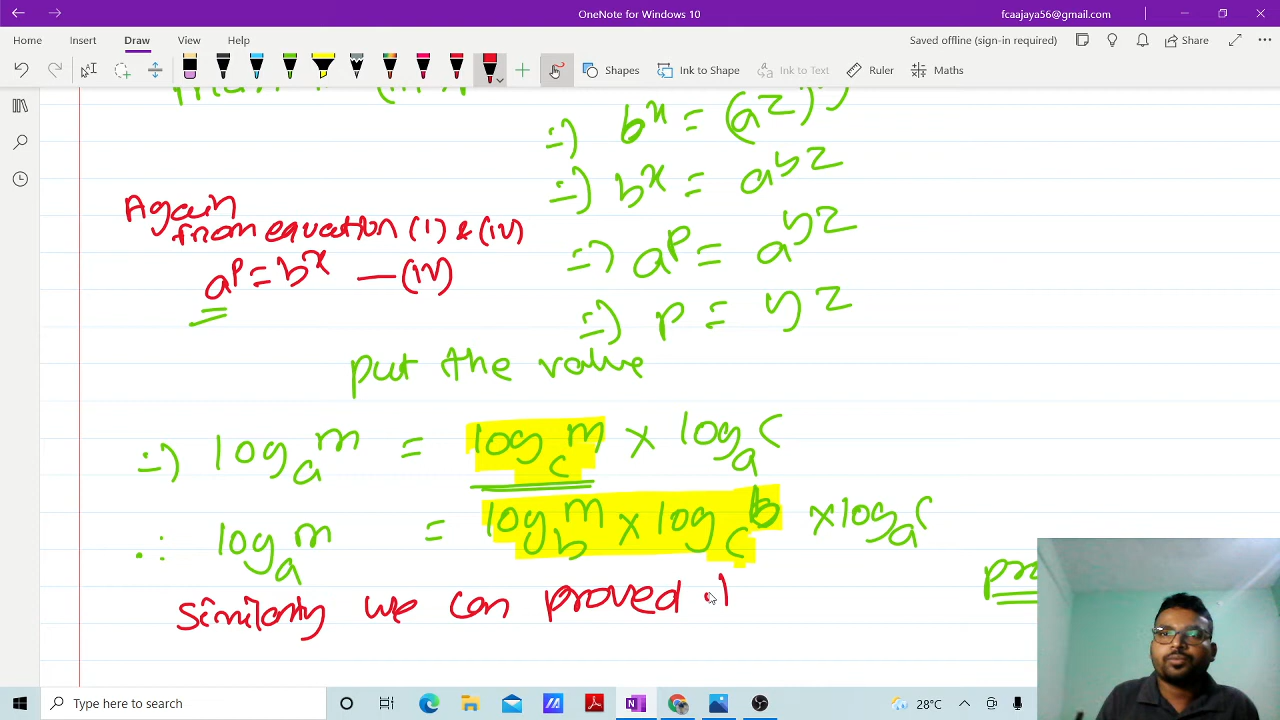 OneNote for Windows 10
fcaajaya56@gmail.com
Home Insert Draw View Help
Saved offline (sign-in required)
Share
Shapes
Ink to Shape
Ink to Text
Ruler
Maths
⇒) b^x = (a^z)^y
⇒) b^x = a^yz
Again
from equation (I) & (IV)
⇒) a^p = a^yz
a^p = b^x — (IV)
⇒) p = yz
put the value
⇒) log_a m = log_c m × log_a c
∴ log_a m = log_b m × log_c b × log_a c
similarly we can proved
Type here to search
28°C